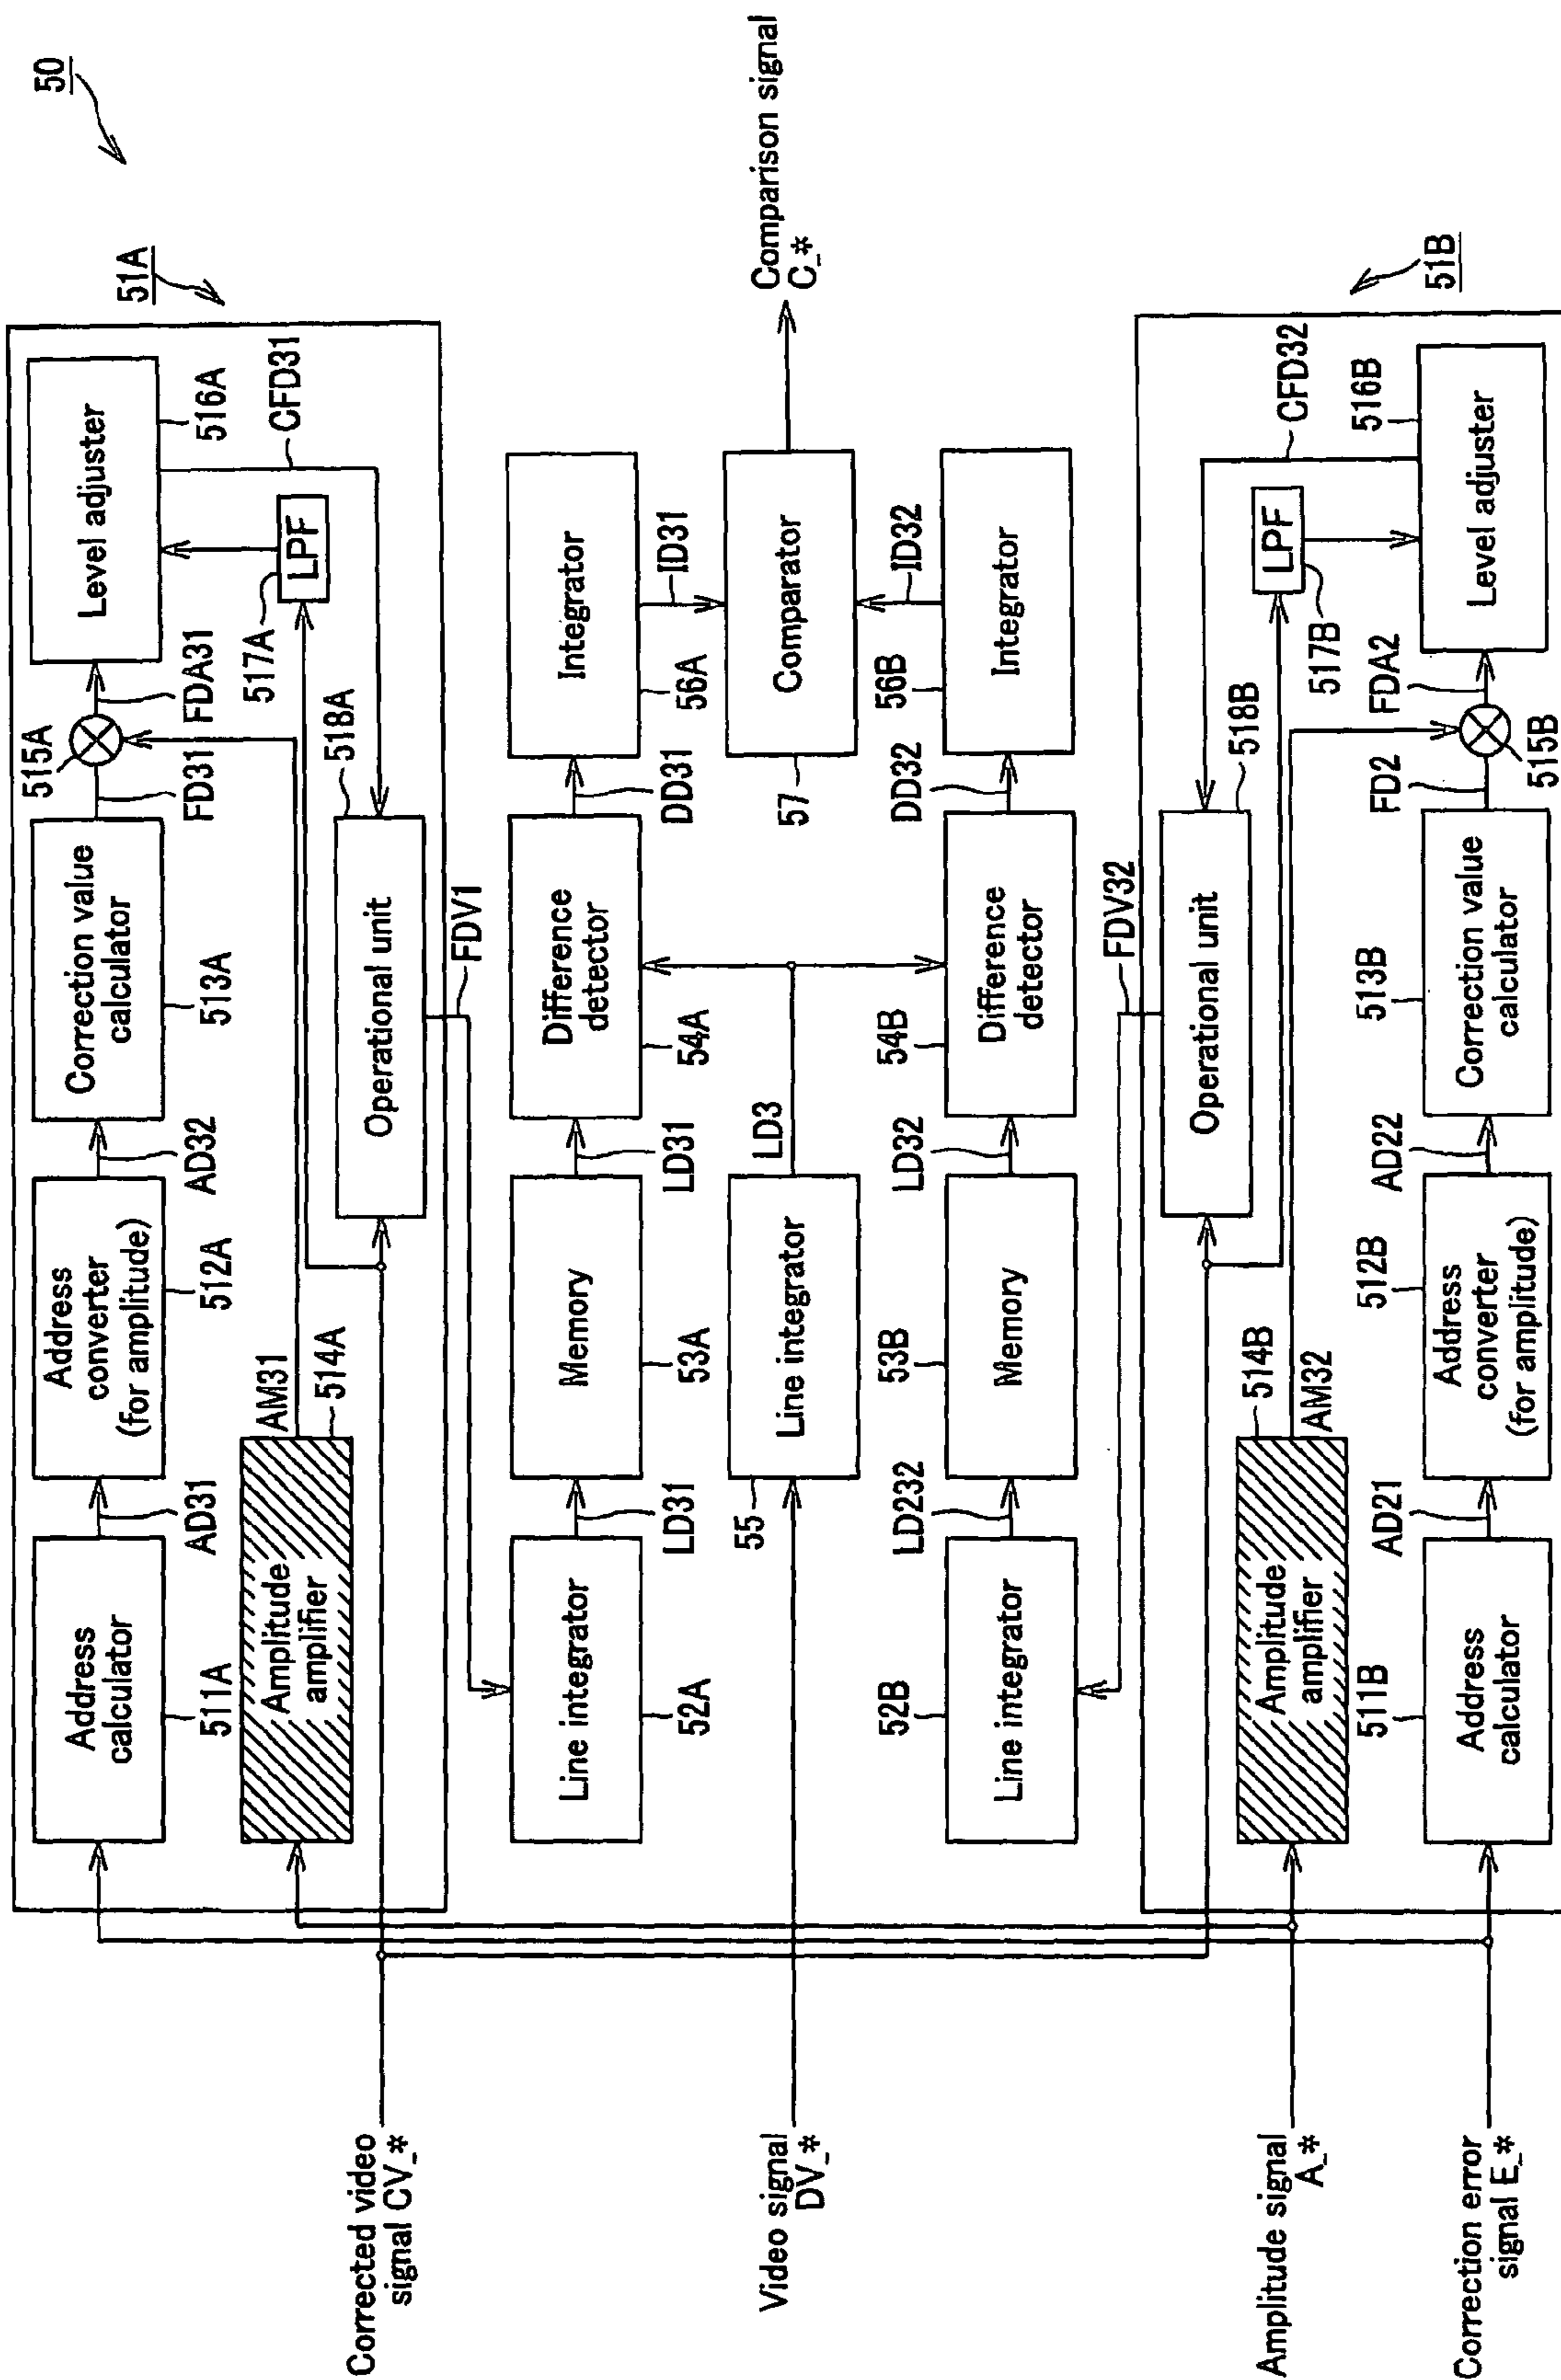 50
51A
Address
calculator
511A
AD31
Address
converter
(for amplitude)
512A
AD32
Correction value
calculator
513A
FD31
515A
FDA31
Level adjuster
516A
CFD31
LPF
517A
Amplitude
amplifier
514A
AM31
Operational unit
518A
FDV1
Line integrator
52A
LD31
Memory
53A
LD31
Difference
detector
54A
DD31
Integrator
56A
ID31
Corrected video
signal CV_*
Video signal
DV_*
Line integrator
55
LD3
Comparator
57
Comparison signal
C_*
Line integrator
52B
LD232
Memory
53B
LD32
Difference
detector
54B
DD32
Integrator
56B
ID32
51B
FDV32
Operational unit
518B
CFD32
LPF
517B
Amplitude signal
A_*
Amplitude
amplifier
514B
AM32
Correction error
signal E_*
Address
calculator
511B
AD21
Address
converter
(for amplitude)
512B
AD22
Correction value
calculator
513B
FD2
515B
FDA2
Level adjuster
516B